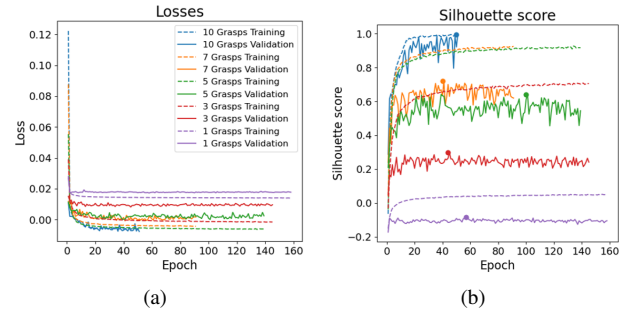 Losses
0.12
0.10
0.08
0.06
0.04
0.02
0.00
Loss
0 20 40 60 80 100 120 140 160
Epoch
10 Grasps Training
10 Grasps Validation
7 Grasps Training
7 Grasps Validation
5 Grasps Training
5 Grasps Validation
3 Grasps Training
3 Grasps Validation
1 Grasps Training
1 Grasps Validation
(a)
Silhouette score
1.0
0.8
0.6
0.4
0.2
0.0
−0.2
Silhouette score
0 20 40 60 80 100 120 140 160
Epoch
(b)